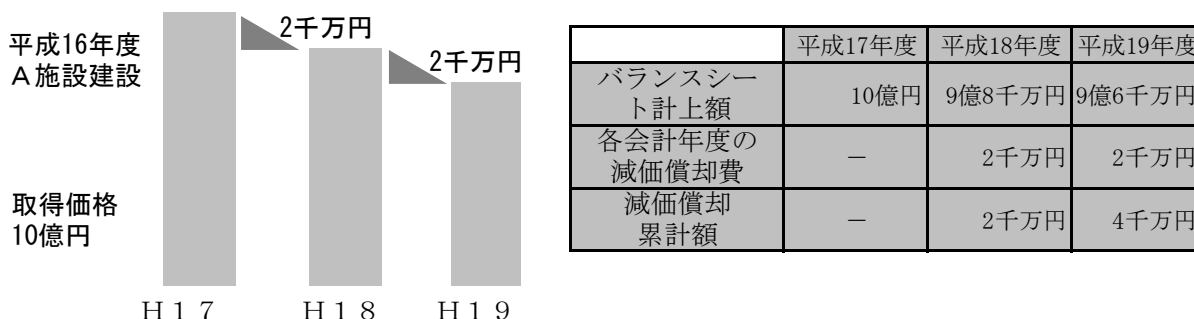 平成16年度
A施設建設
2千万円
2千万円
取得価格
10億円
H17
H18
H19
平成17年度 平成18年度 平成19年度
バランスシー
ト計上額
10億円 9億8千万円 9億6千万円
各会計年度の
減価償却費
― 2千万円 2千万円
減価償却
累計額
― 2千万円 4千万円